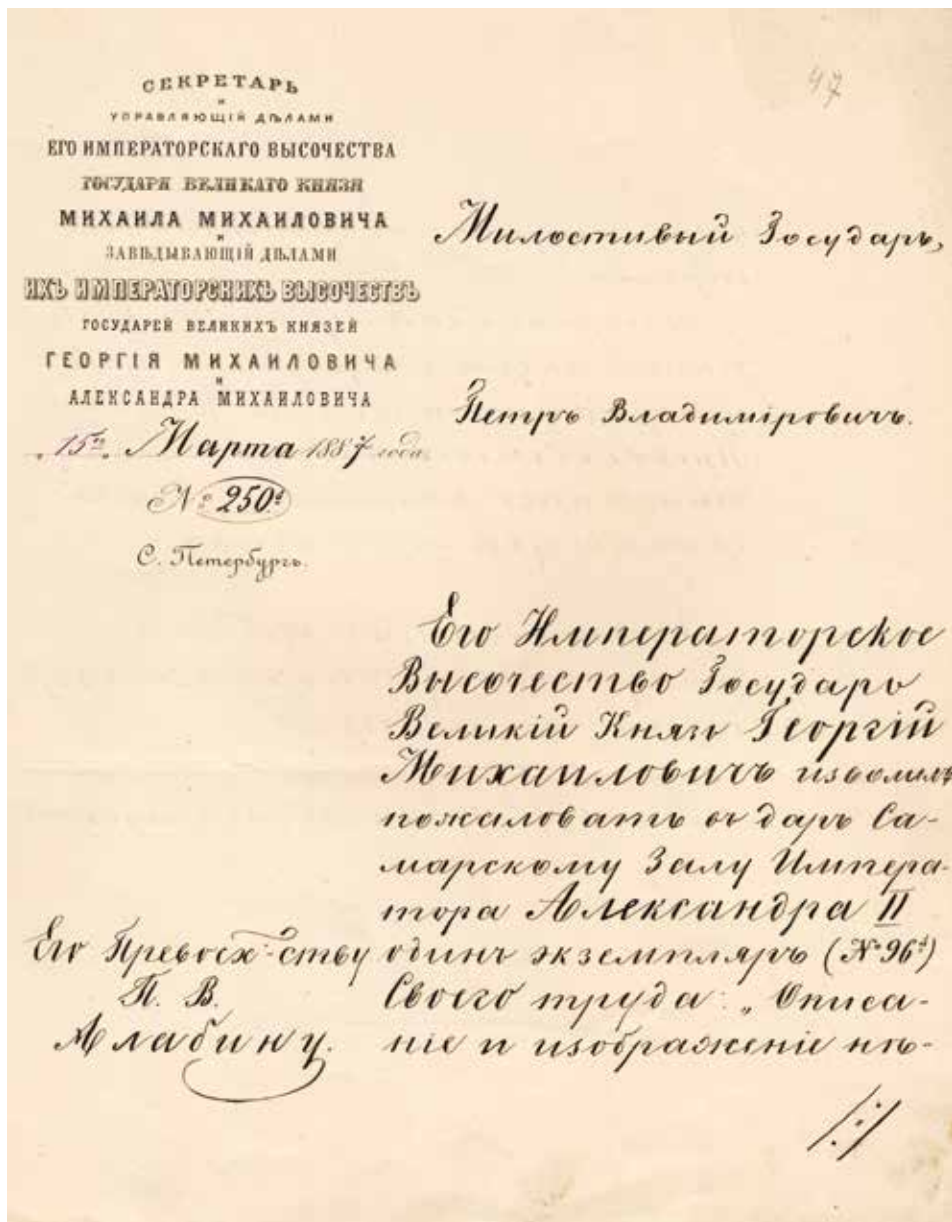 47
СЕКРЕТАРЬ
и
УПРАВЛЯЮЩІЙ ДѢЛАМИ
ЕГО ИМПЕРАТОРСКАГО ВЫСОЧЕСТВА
ГОСУДАРЯ ВЕЛИКАГО КНЯЗЯ
МИХАИЛА МИХАИЛОВИЧА
и
ЗАВѢДЫВАЮЩІЙ ДѢЛАМИ
ИХЪ ИМПЕРАТОРСКИХЪ ВЫСОЧЕСТВЪ
ГОСУДАРЕЙ ВЕЛИКИХЪ КНЯЗЕЙ
ГЕОРГІЯ МИХАИЛОВИЧА
и
АЛЕКСАНДРА МИХАИЛОВИЧА
„15го“ Марта 1887 года
№ 250й
С. Петербургъ.
Милостивый Государь,
Петръ Владиміровичъ.
Его Императорское
Высочество Государь
Великій Князь Георгій
Михаиловичъ изволилъ
пожаловать въ даръ Са-
марскому Залу Импера-
тора Александра II
одинъ экземпляръ (№ 96й)
Своего труда: „Описа-
ніе и изображеніе нѣ-
Его Превосх-ству
П. В.
Алабину.